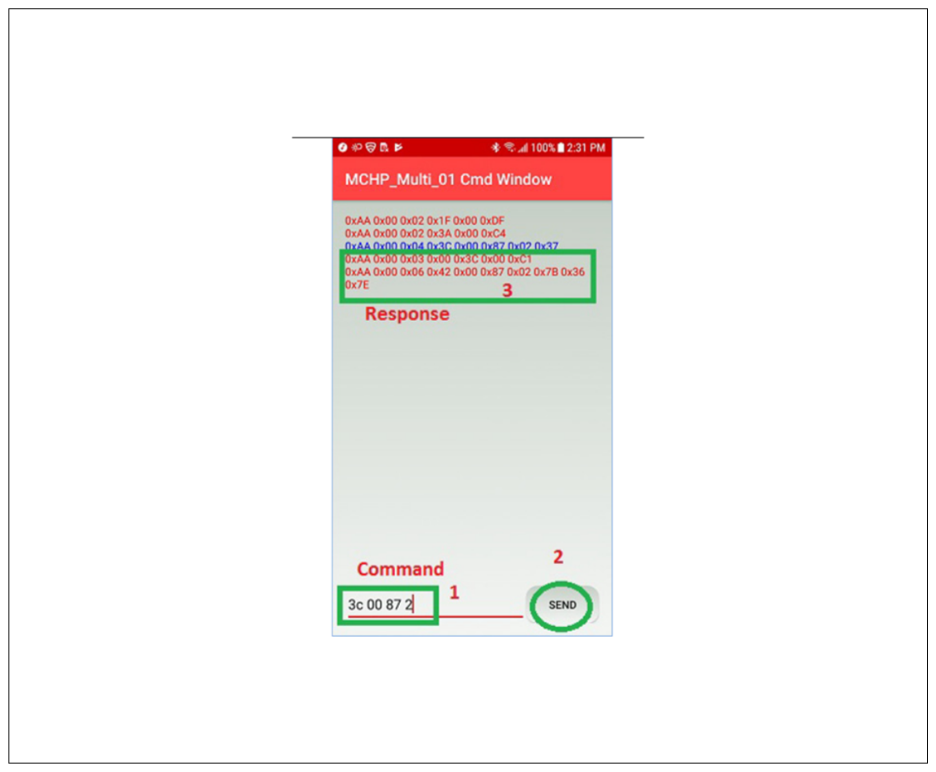 100% 2:31 PM
MCHP_Multi_01 Cmd Window
0xAA 0x00 0x02 0x1F 0x00 0xDF
0xAA 0x00 0x02 0x3A 0x00 0xC4
0xAA 0x00 0x04 0x3C 0x00 0x87 0x02 0x37
0xAA 0x00 0x03 0x00 0x3C 0x00 0xC1
0xAA 0x00 0x06 0x42 0x00 0x87 0x02 0x7B 0x36
0x7E
3
Response
2
Command
1
3c 00 87 2
SEND